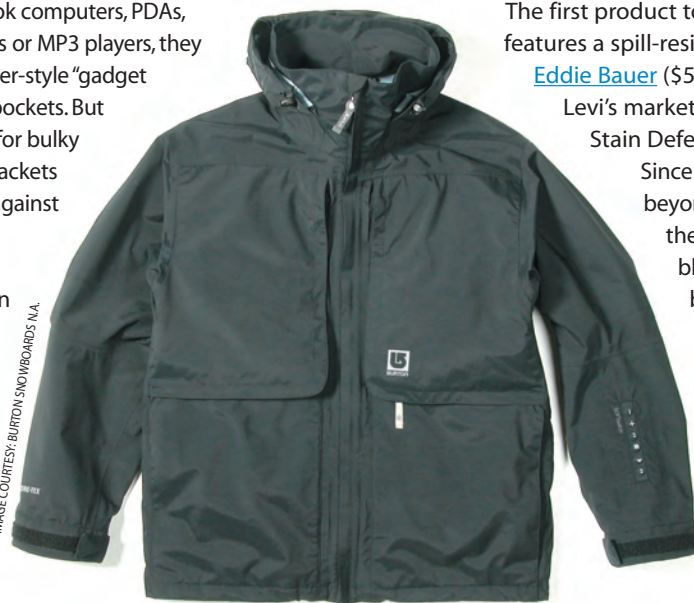 ok computers, PDAs,
s or MP3 players, they
er-style “gadget
pockets. But
for bulky
ackets
gainst
n
IMAGE COURTESY: BURTON SNOWBOARDS N.A.
BURTON
The first product to
features a spill-resi
Eddie Bauer ($5
Levi’s market
Stain Defe
Since
beyon
the
bl
b